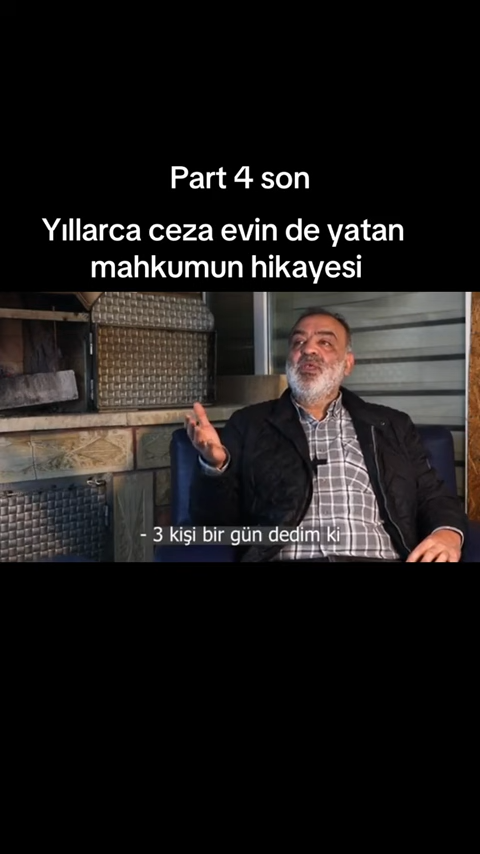 Part 4 son
Yıllarca ceza evin de yatan
mahkumun hikayesi
- 3 kişi bir gün dedim ki